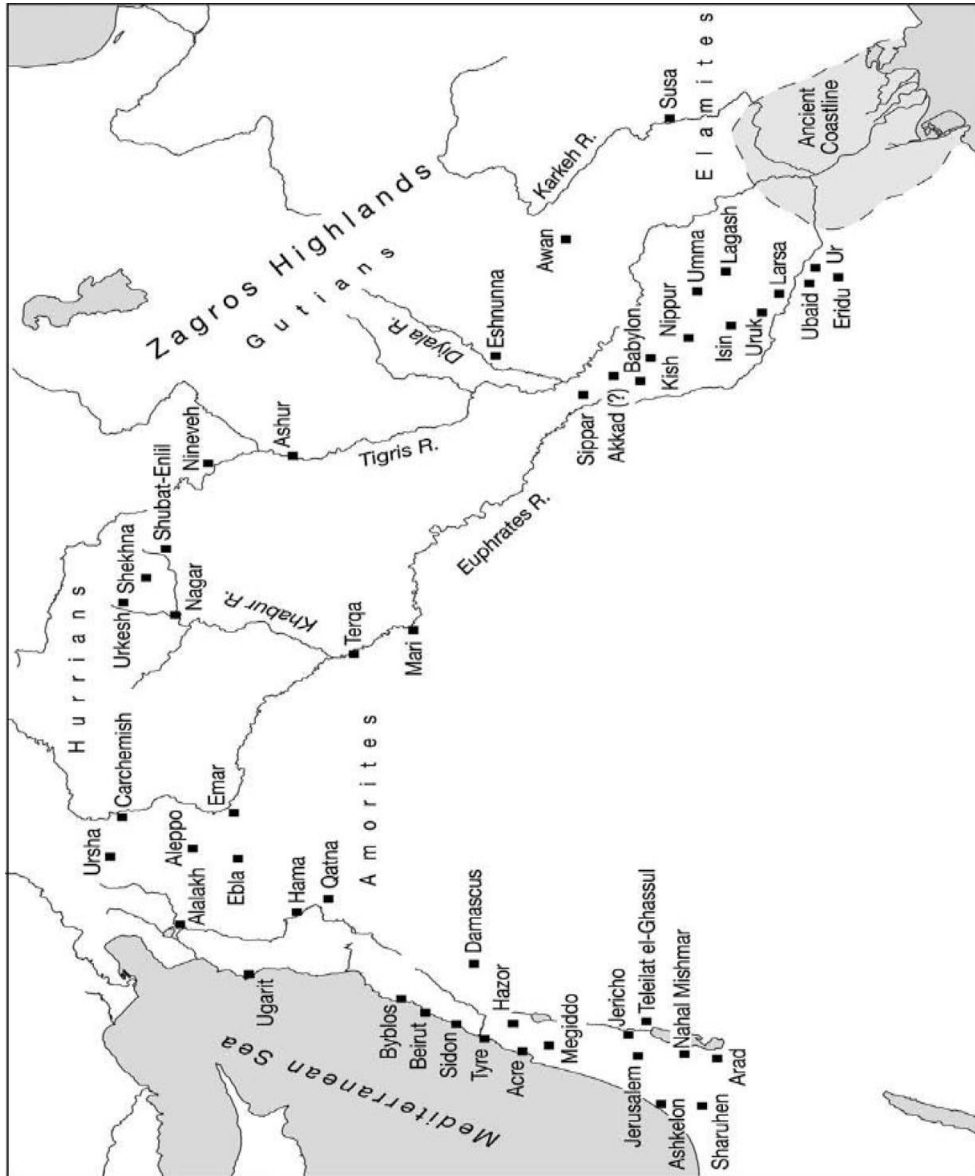 Ursha
Carchemish
Aleppo
Alalakh
Emar
Ebla
Hama
Qatna
Ugarit
Hurrians
Urkesh
Shekhna
Shubat-Enlil
Nagar
Nineveh
Ashur
Khabur R.
Terqa
Mari
Tigris R.
Euphrates R.
Amorites
Zagros Highlands
Gutians
Diyala R.
Eshnunna
Awan
Karkeh R.
Susa
Elamites
Ancient
Coastline
Sippar
Akkad (?)
Babylon
Kish
Nippur
Umma
Isin
Lagash
Uruk
Larsa
Ubaid
Ur
Eridu
Mediterranean Sea
Byblos
Beirut
Sidon
Damascus
Tyre
Hazor
Acre
Megiddo
Jericho
Teleilat el-Ghassul
Jerusalem
Nahal Mishmar
Ashkelon
Sharuhen
Arad